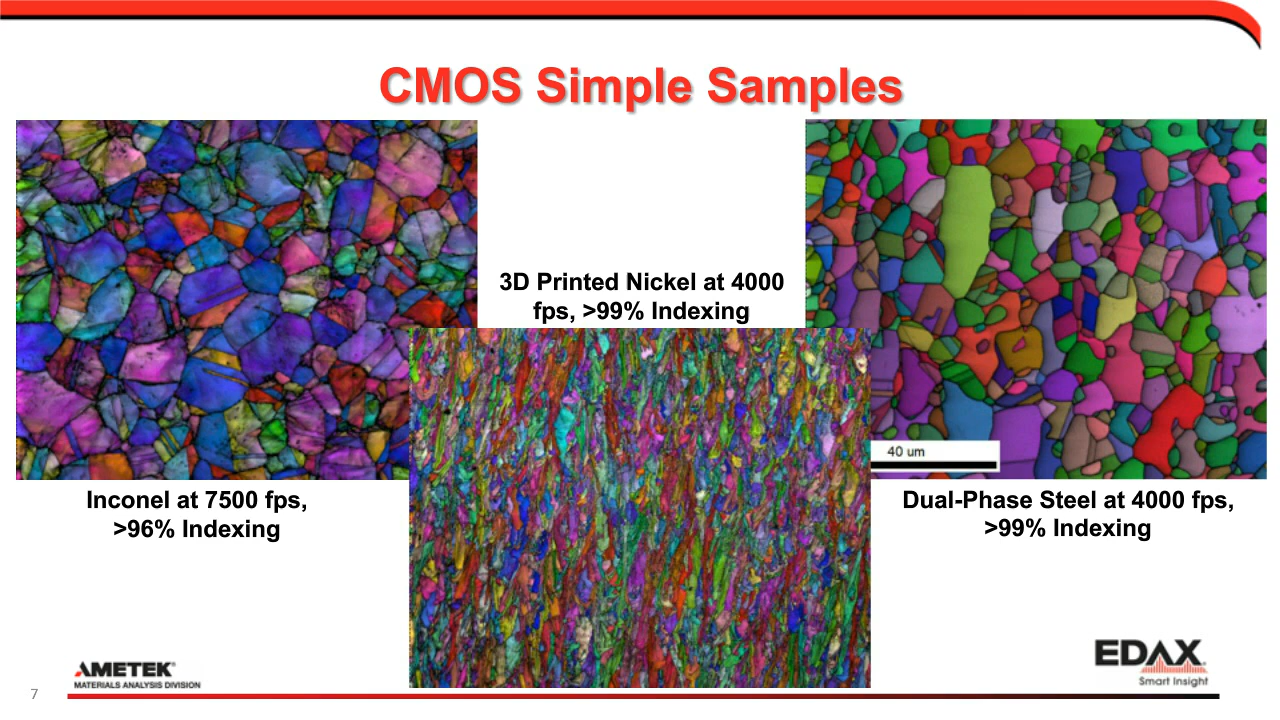 CMOS Simple Samples
3D Printed Nickel at 4000
fps, >99% Indexing
40 um
Inconel at 7500 fps,
>96% Indexing
Dual-Phase Steel at 4000 fps,
>99% Indexing
AMETEK®
MATERIALS ANALYSIS DIVISION
EDAX
Smart Insight
7